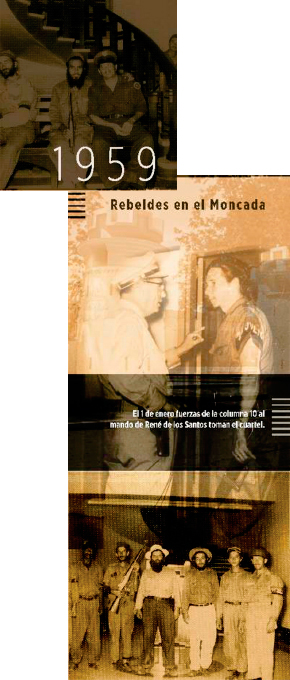 1959
Rebeldes en el Moncada
El 1 de enero fuerzas de la columna 10 al
mando de René de los Santos toman el cuartel.